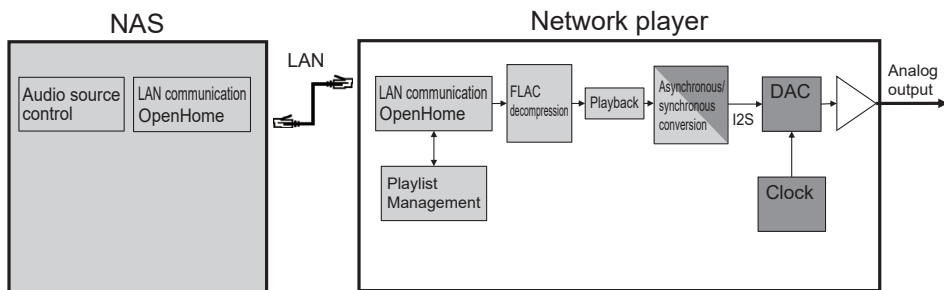 NAS
Network player
LAN
Audio source
control
LAN communication
OpenHome
LAN communication
OpenHome
FLAC
decompression
Playback
Asynchronous/
synchronous
conversion
I2S
DAC
Analog
output
Playlist
Management
Clock